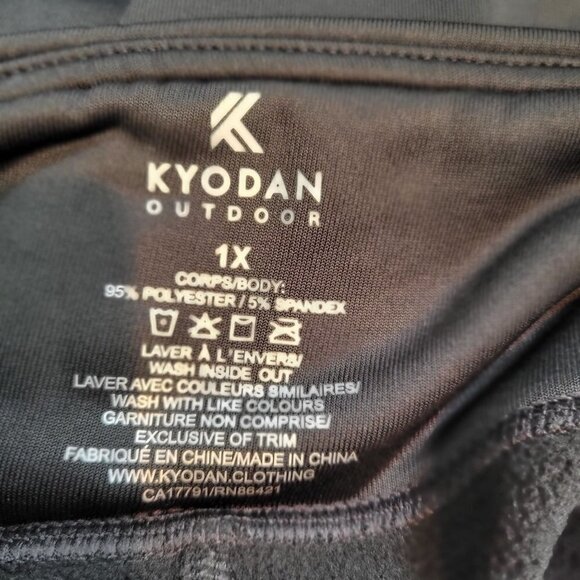 KYODAN
OUTDOOR
1X
CORPS/BODY:
95% POLYESTER / 5% SPANDEX
LAVER À L'ENVERS/
WASH INSIDE OUT
LAVER AVEC COULEURS SIMILAIRES/
WASH WITH LIKE COLOURS
GARNITURE NON COMPRISE/
EXCLUSIVE OF TRIM
FABRIQUÉ EN CHINE/MADE IN CHINA
WWW.KYODAN.CLOTHING
CA17791/RN86421